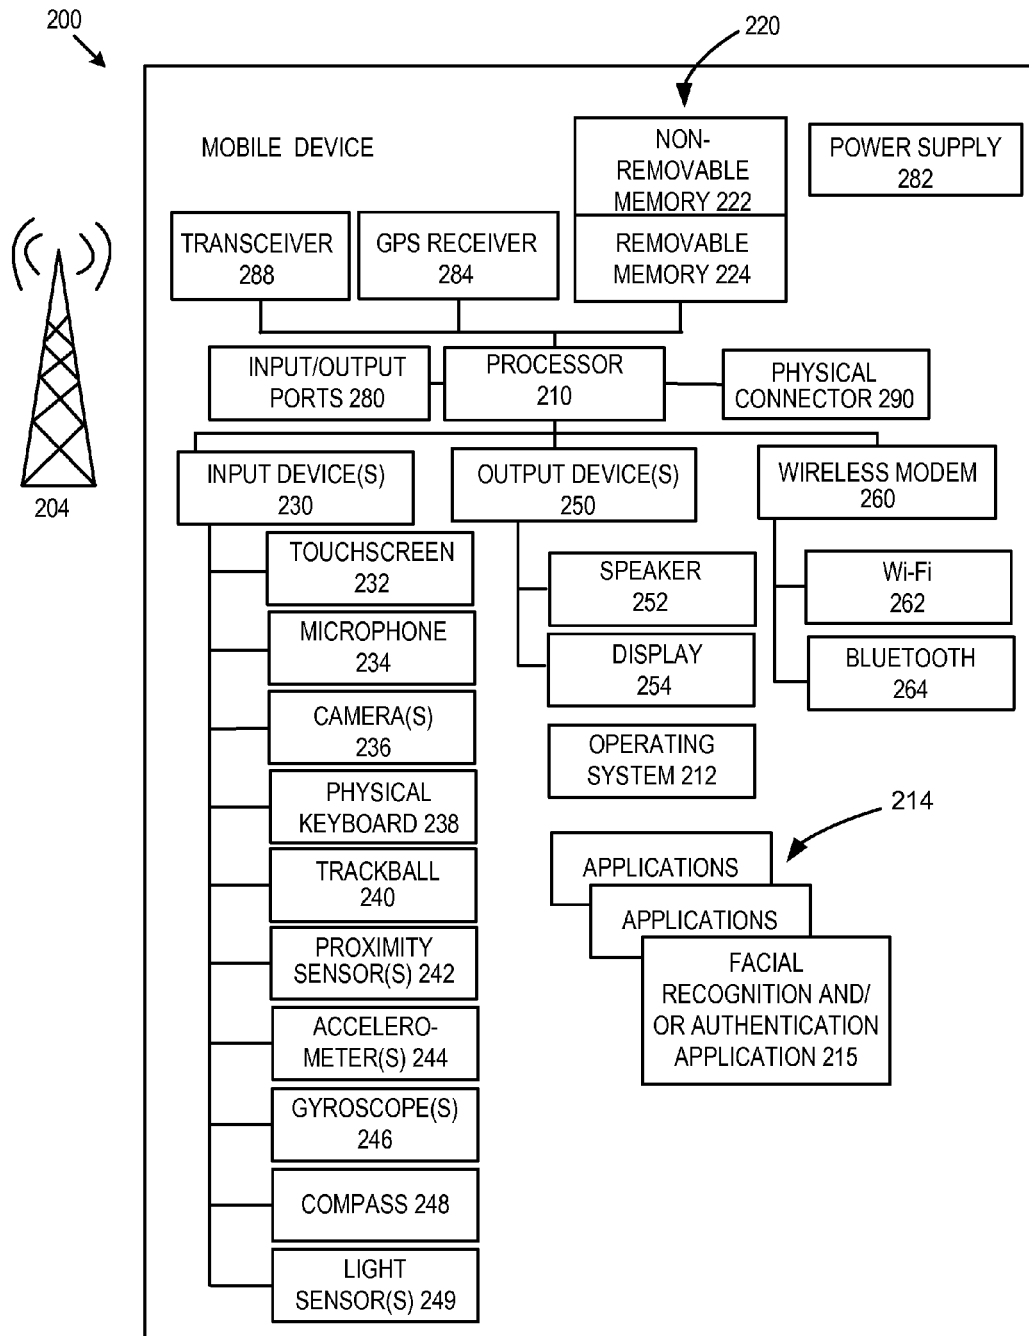 200
220
MOBILE DEVICE
NON-
REMOVABLE
MEMORY 222
POWER SUPPLY
282
TRANSCEIVER
288
GPS RECEIVER
284
REMOVABLE
MEMORY 224
INPUT/OUTPUT
PORTS 280
PROCESSOR
210
PHYSICAL
CONNECTOR 290
204
INPUT DEVICE(S)
230
OUTPUT DEVICE(S)
250
WIRELESS MODEM
260
TOUCHSCREEN
232
MICROPHONE
234
CAMERA(S)
236
PHYSICAL
KEYBOARD 238
TRACKBALL
240
PROXIMITY
SENSOR(S) 242
ACCELERO-
METER(S) 244
GYROSCOPE(S)
246
COMPASS 248
LIGHT
SENSOR(S) 249
SPEAKER
252
DISPLAY
254
Wi-Fi
262
BLUETOOTH
264
OPERATING
SYSTEM 212
214
APPLICATIONS
APPLICATIONS
FACIAL
RECOGNITION AND/
OR AUTHENTICATION
APPLICATION 215